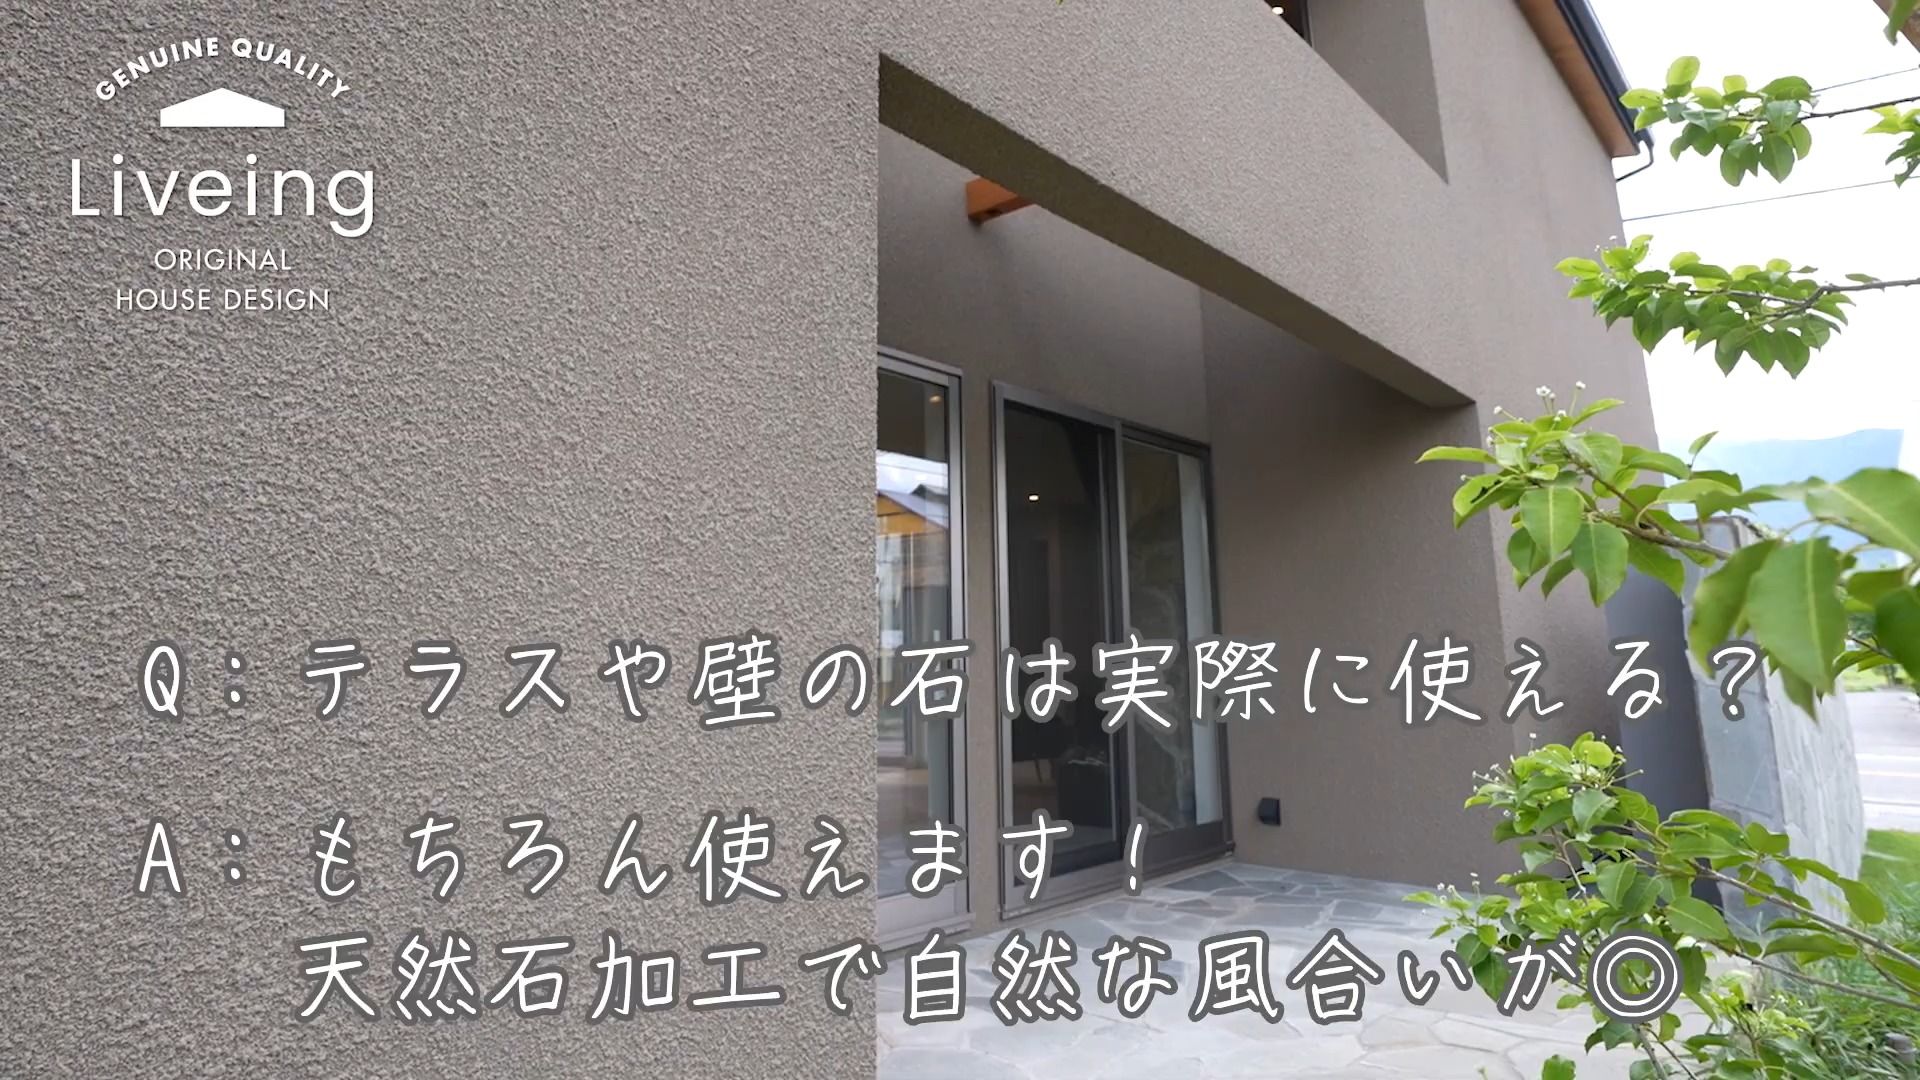 GENUINE QUALITY
Liveing
ORIGINAL
HOUSE DESIGN
Q：テラスや壁の石は実際に使える？
A：もちろん使えます！
天然石加工で自然な風合いが◎